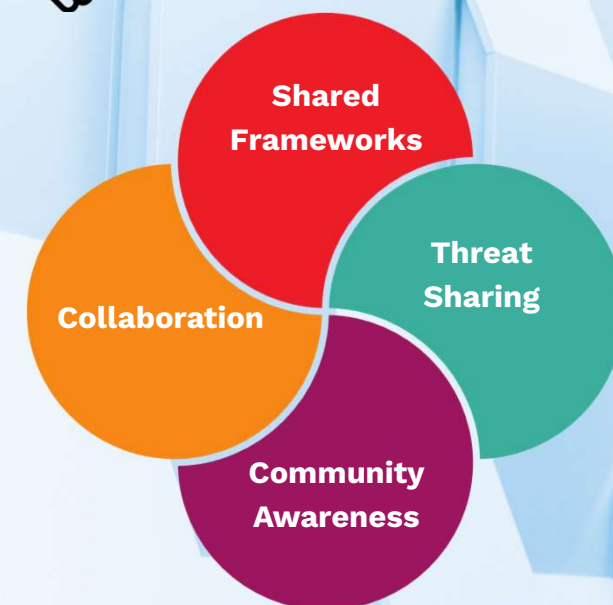 Shared
Frameworks
Threat
Sharing
Collaboration
Community
Awareness